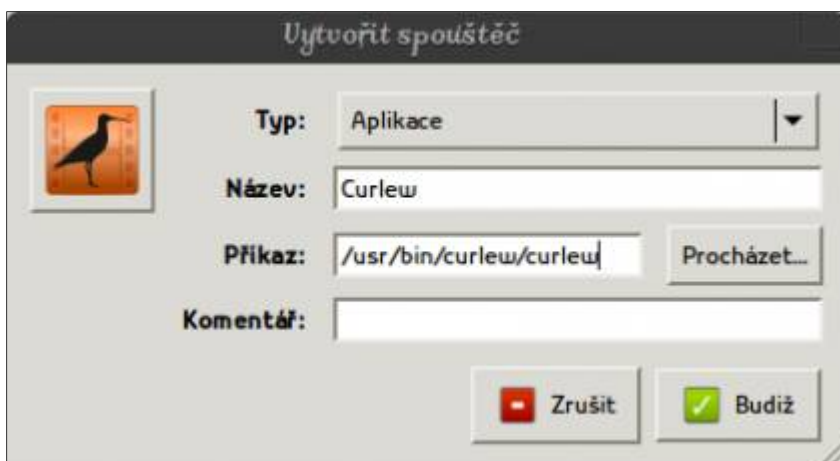 Vytvořit spouštěč
Typ: Aplikace
Název: Curlew
Příkaz: /usr/bin/curlew/curlew Procházet...
Komentář:
Zrušit Budiž